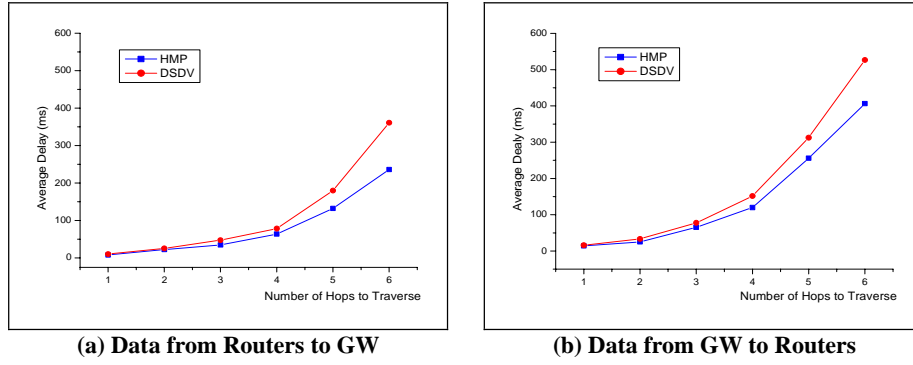 600
500
400
300
200
100
0
Average Delay (ms)
HMP
DSDV
1 2 3 4 5 6
Number of Hops to Traverse
(a) Data from Routers to GW
600
500
400
300
200
100
0
Average Dealy (ms)
HMP
DSDV
1 2 3 4 5 6
Number of Hops to Traverse
(b) Data from GW to Routers